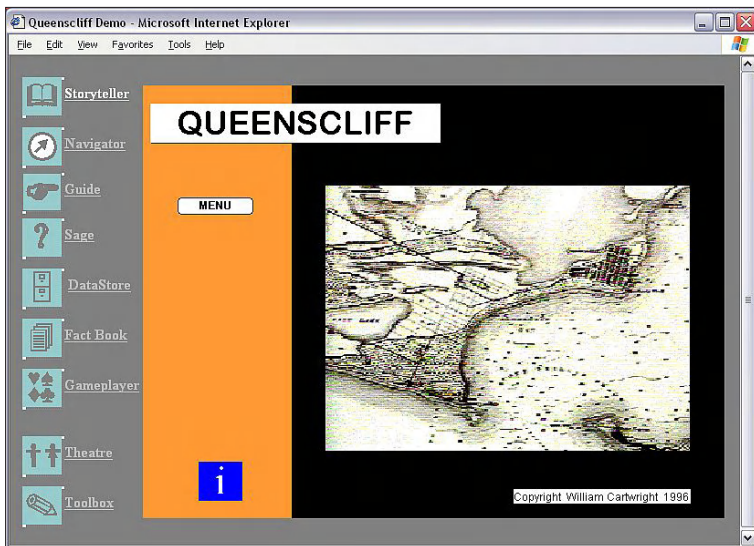 Queenscliff Demo - Microsoft Internet Explorer
File Edit View Favorites Tools Help
Storyteller
QUEENSCLIFF
Navigator
Guide
MENU
Sage
DataStore
Fact Book
Gameplayer
Theatre
i
Toolbox
Copyright William Cartwright 1996